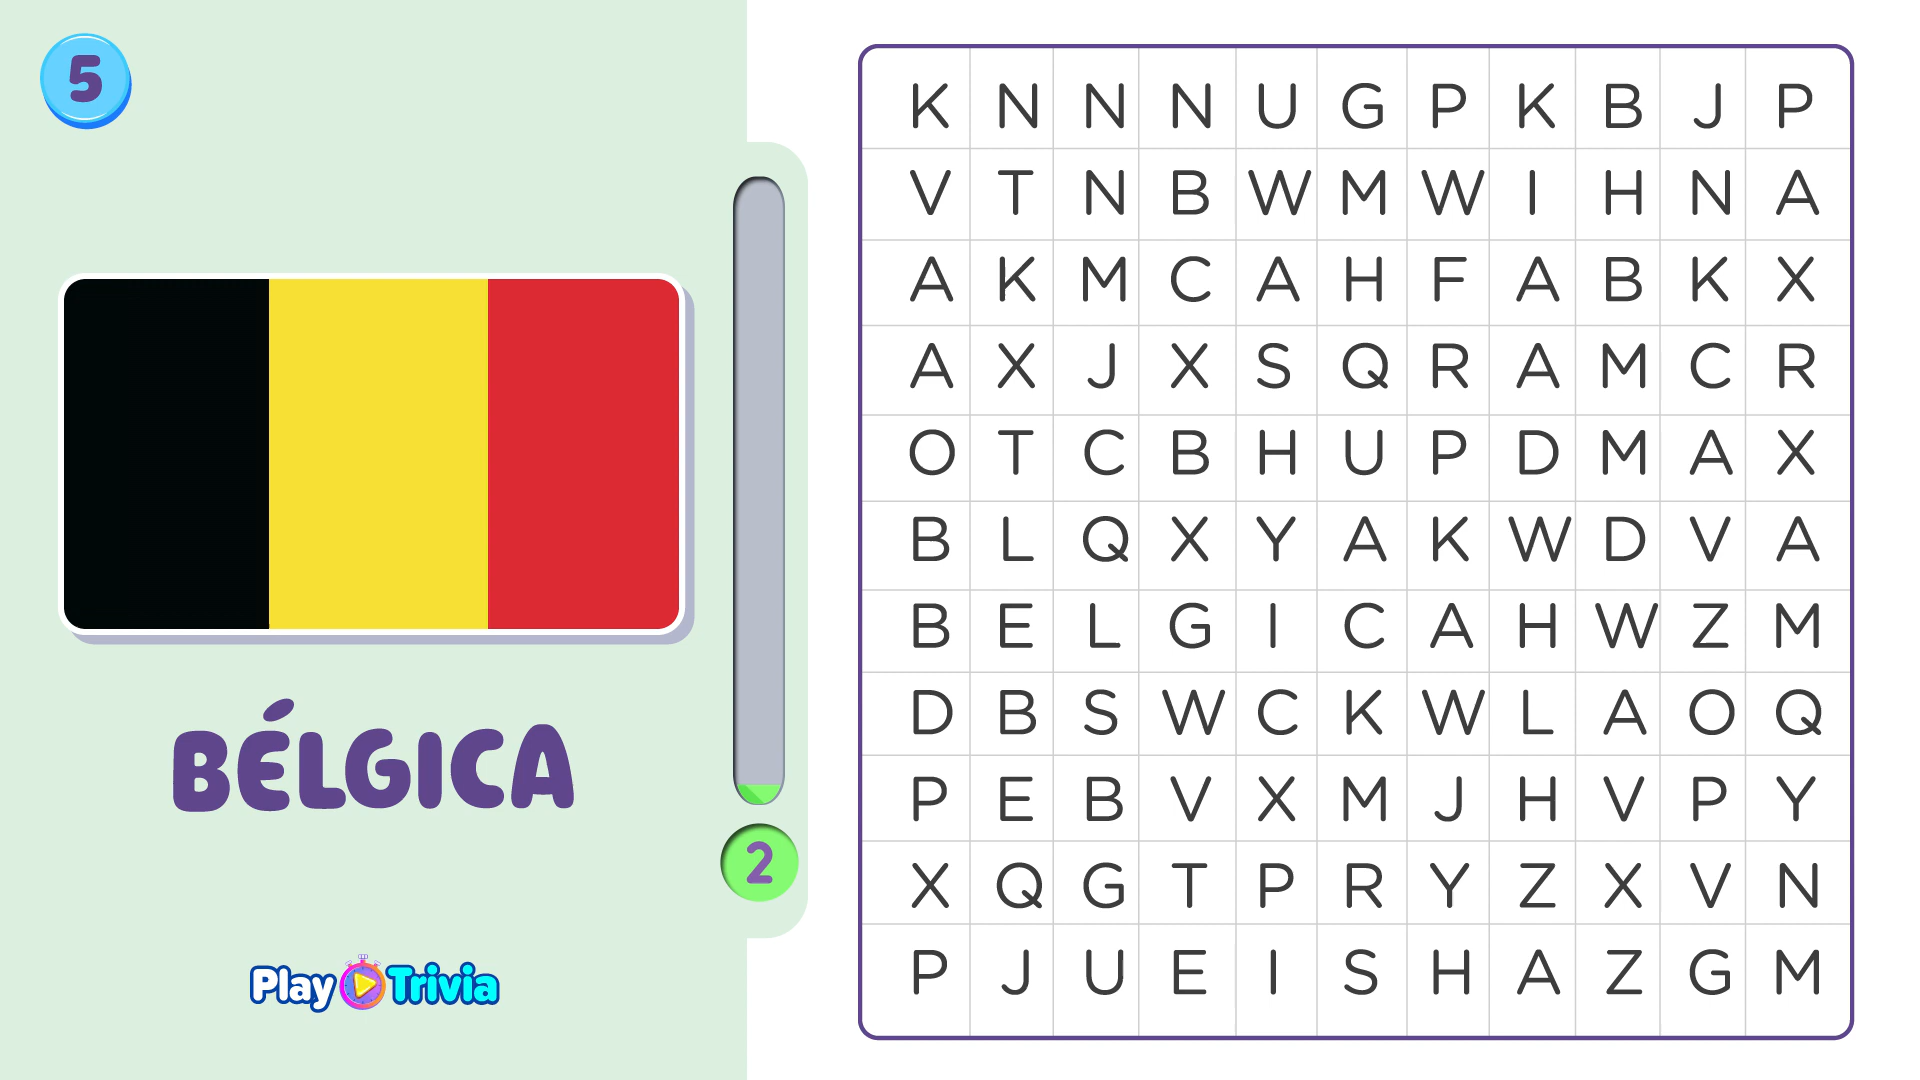 5
BÉLGICA
2
Play Trivia
K N N N U G P K B J P
V T N B W M W I H N A
A K M C A H F A B K X
A X J X S Q R A M C R
O T C B H U P D M A X
B L Q X Y A K W D V A
B E L G I C A H W Z M
D B S W C K W L A O Q
P E B V X M J H V P Y
X Q G T P R Y Z X V N
P J U E I S H A Z G M